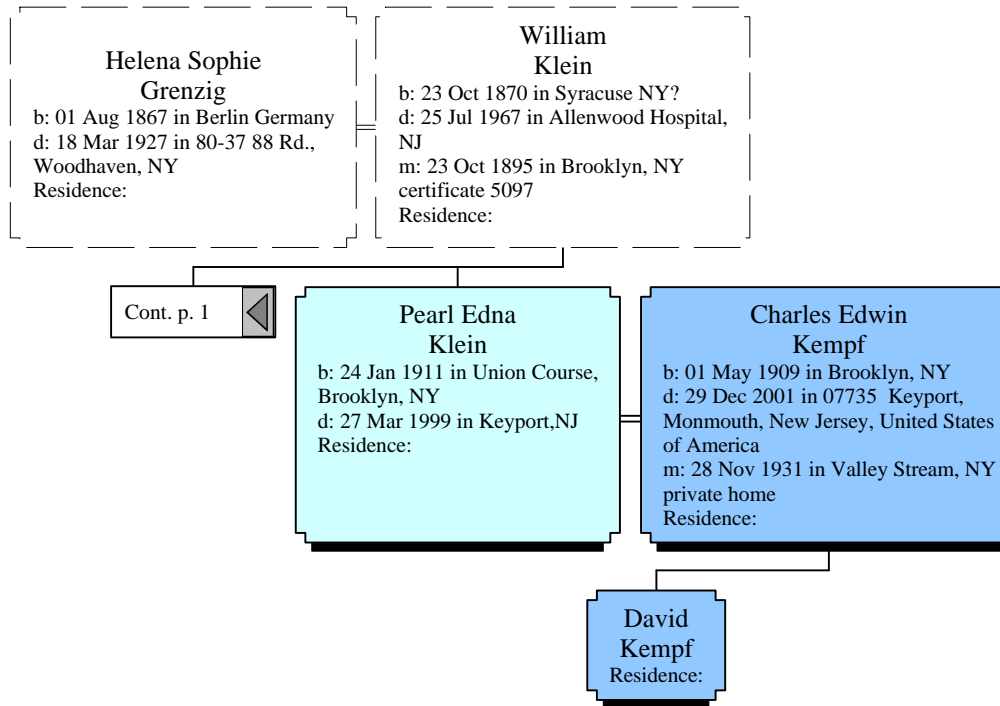 Helena Sophie
Grenzig
b: 01 Aug 1867 in Berlin Germany
d: 18 Mar 1927 in 80-37 88 Rd.,
Woodhaven, NY
Residence:
William
Klein
b: 23 Oct 1870 in Syracuse NY?
d: 25 Jul 1967 in Allenwood Hospital,
NJ
m: 23 Oct 1895 in Brooklyn, NY
certificate 5097
Residence:
Cont. p. 1
Pearl Edna
Klein
b: 24 Jan 1911 in Union Course,
Brooklyn, NY
d: 27 Mar 1999 in Keyport,NJ
Residence:
Charles Edwin
Kempf
b: 01 May 1909 in Brooklyn, NY
d: 29 Dec 2001 in 07735  Keyport,
Monmouth, New Jersey, United States
of America
m: 28 Nov 1931 in Valley Stream, NY
private home
Residence:
David
Kempf
Residence: